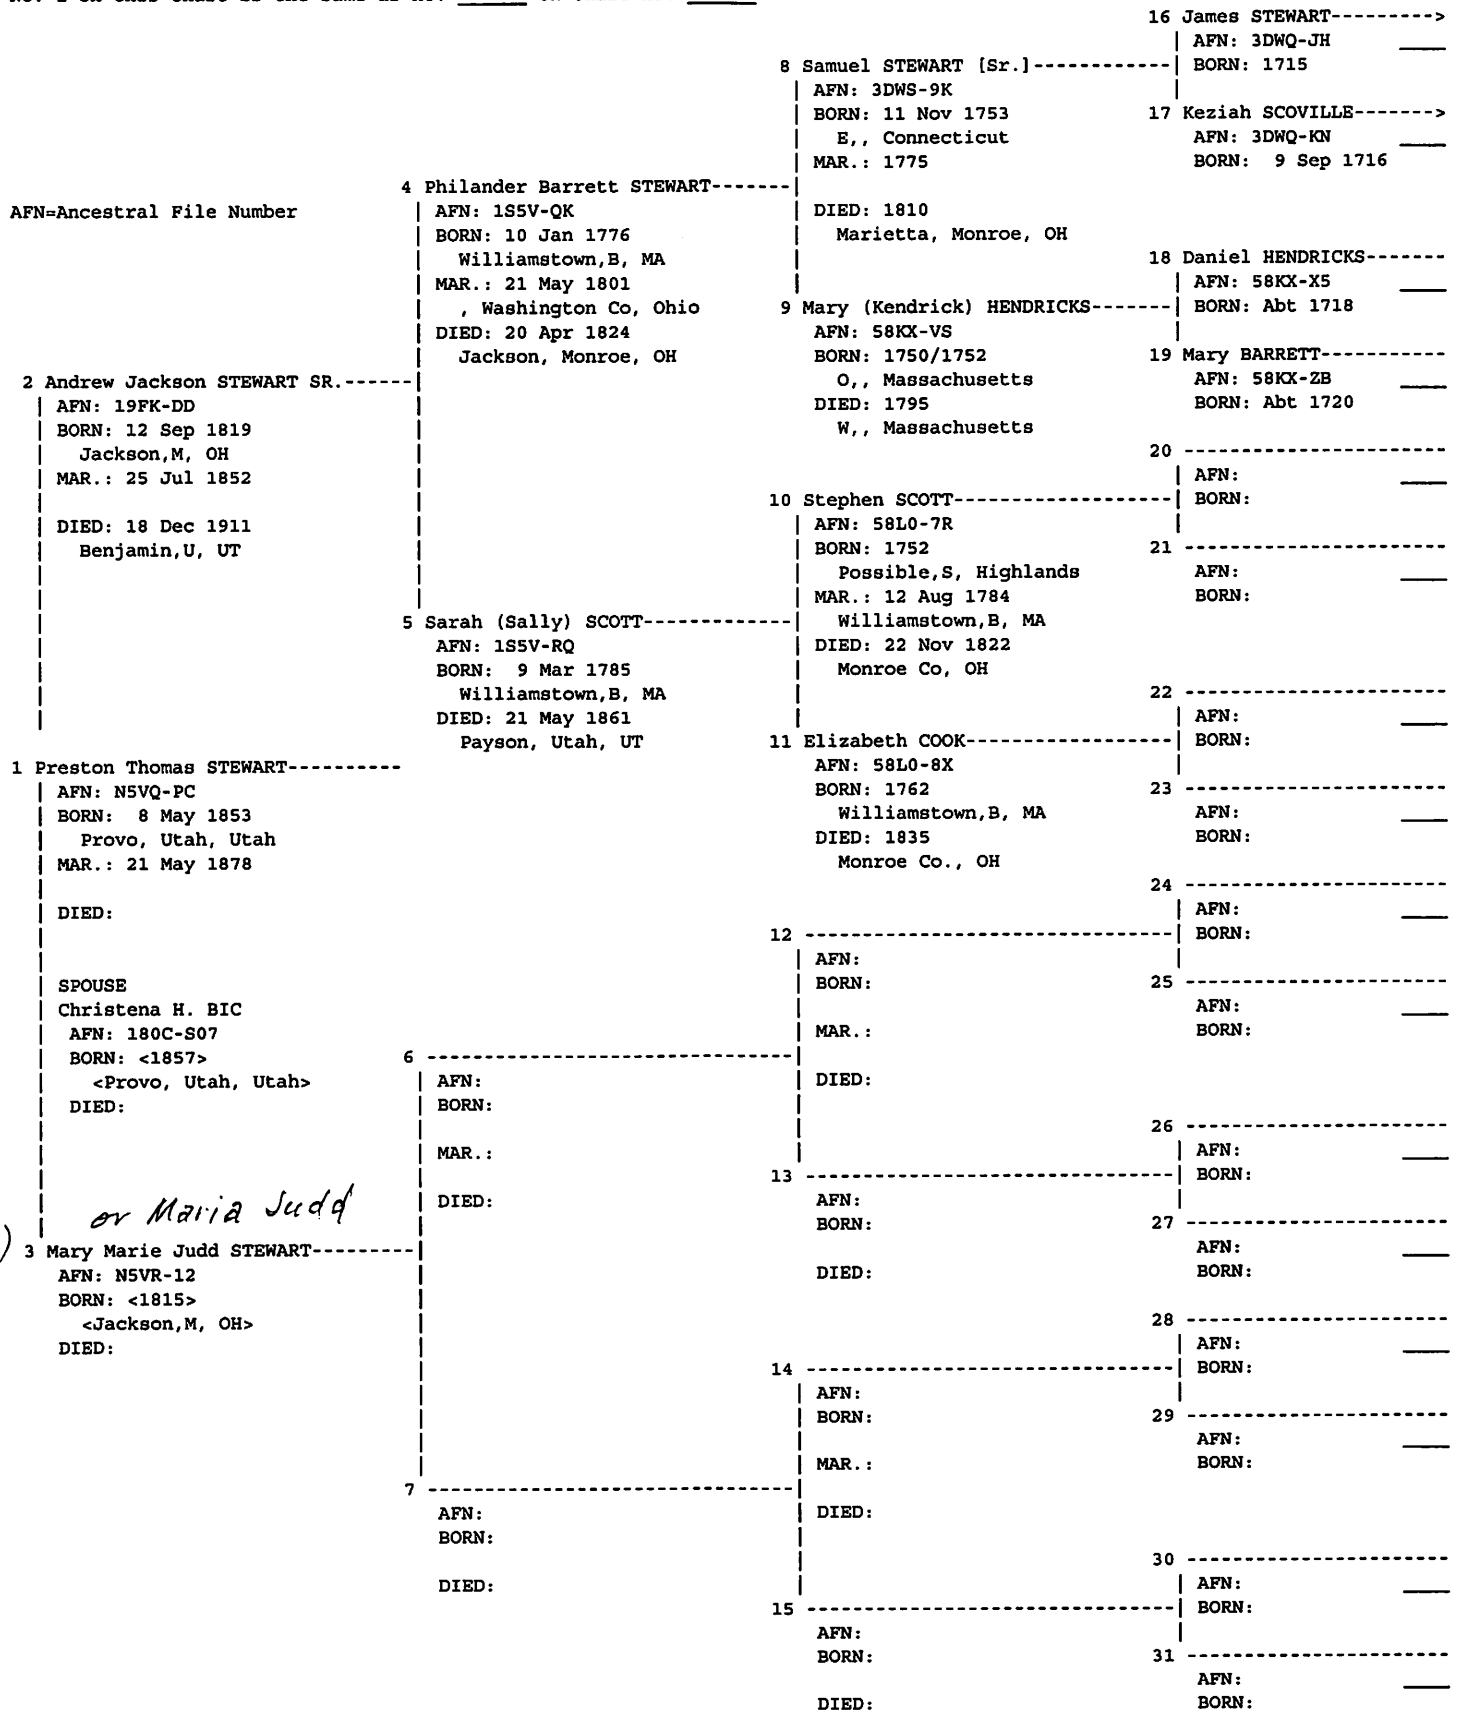 16 James STEWART--------->
AFN: 3DWQ-JH
BORN: 1715
8 Samuel STEWART [Sr.]------------
AFN: 3DWS-9K
BORN: 11 Nov 1753
E,, Connecticut
MAR.: 1775
DIED: 1810
Marietta, Monroe, OH
17 Keziah SCOVILLE------->
AFN: 3DWQ-KN
BORN: 9 Sep 1716
4 Philander Barrett STEWART-------
AFN: 1S5V-QK
BORN: 10 Jan 1776
Williamstown,B, MA
MAR.: 21 May 1801
, Washington Co, Ohio
DIED: 20 Apr 1824
Jackson, Monroe, OH
AFN=Ancestral File Number
18 Daniel HENDRICKS-------
AFN: 58KX-X5
BORN: Abt 1718
9 Mary (Kendrick) HENDRICKS-------
AFN: 58KX-VS
BORN: 1750/1752
O,, Massachusetts
DIED: 1795
W,, Massachusetts
19 Mary BARRETT-----------
AFN: 58KX-ZB
BORN: Abt 1720
2 Andrew Jackson STEWART SR.------
AFN: 19FK-DD
BORN: 12 Sep 1819
Jackson,M, OH
MAR.: 25 Jul 1852
DIED: 18 Dec 1911
Benjamin,U, UT
20 -----------------------
AFN:
BORN:
10 Stephen SCOTT-------------------
AFN: 58L0-7R
BORN: 1752
Possible,S, Highlands
MAR.: 12 Aug 1784
Williamstown,B, MA
DIED: 22 Nov 1822
Monroe Co, OH
21 -----------------------
AFN:
BORN:
5 Sarah (Sally) SCOTT-------------
AFN: 1S5V-RQ
BORN: 9 Mar 1785
Williamstown,B, MA
DIED: 21 May 1861
Payson, Utah, UT
22 -----------------------
AFN:
BORN:
11 Elizabeth COOK------------------
AFN: 58L0-8X
BORN: 1762
Williamstown,B, MA
DIED: 1835
Monroe Co., OH
23 -----------------------
AFN:
BORN:
1 Preston Thomas STEWART----------
AFN: N5VQ-PC
BORN: 8 May 1853
Provo, Utah, Utah
MAR.: 21 May 1878
DIED:
SPOUSE
Christena H. BIC
AFN: 180C-S07
BORN: <1857>
<Provo, Utah, Utah>
DIED:
24 -----------------------
AFN:
BORN:
12 --------------------------------
AFN:
BORN:
MAR.:
DIED:
25 -----------------------
AFN:
BORN:
6 --------------------------------
AFN:
BORN:
MAR.:
DIED:
26 -----------------------
AFN:
BORN:
13 --------------------------------
AFN:
BORN:
DIED:
27 -----------------------
AFN:
BORN:
or Maria Judd
) 3 Mary Marie Judd STEWART---------
AFN: N5VR-12
BORN: <1815>
<Jackson,M, OH>
DIED:
28 -----------------------
AFN:
BORN:
14 --------------------------------
AFN:
BORN:
MAR.:
DIED:
29 -----------------------
AFN:
BORN:
7 --------------------------------
AFN:
BORN:
DIED:
30 -----------------------
AFN:
BORN:
15 --------------------------------
AFN:
BORN:
DIED:
31 -----------------------
AFN:
BORN: